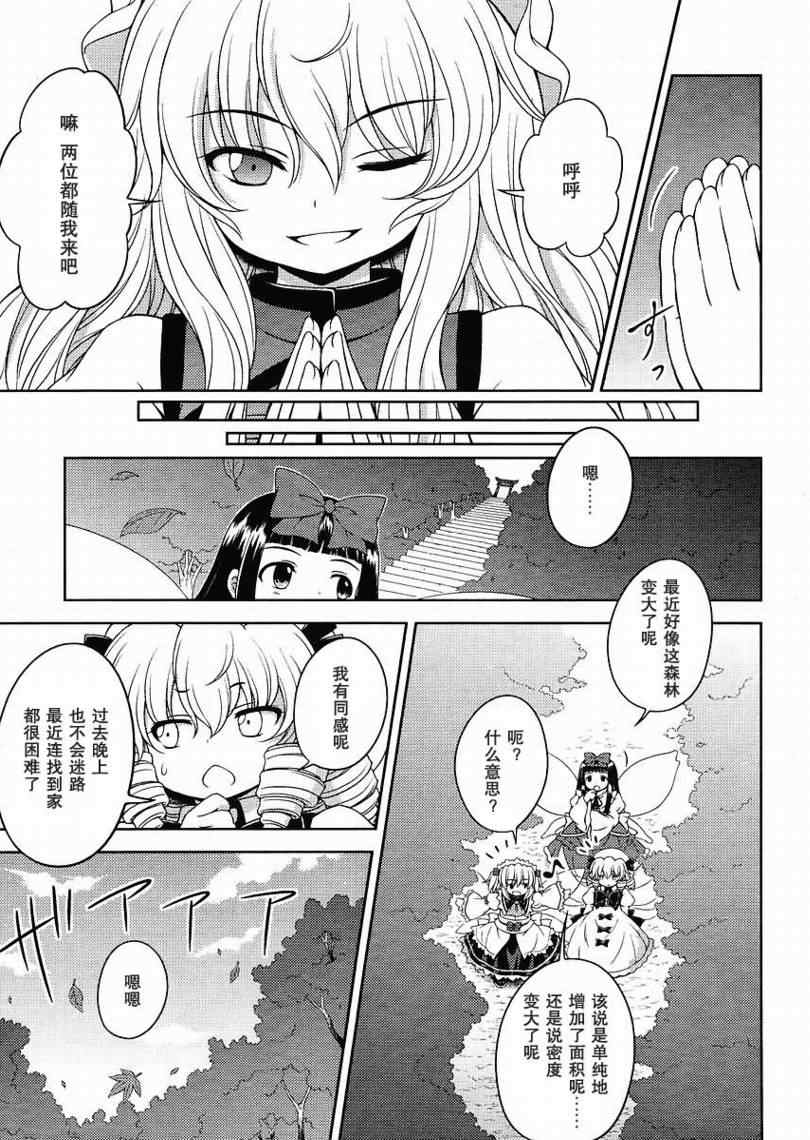 すっ
呼呼
嘛 两位都随我来吧
嗯……
最近好像这森林
变大了呢
呃?
什么意思?
该说是单纯地
增加了面积呢……
还是说密度
变大了呢
我有同感呢
过去晚上
也不会迷路
最近连找到家
都很困难了
ザアアア
嗯嗯